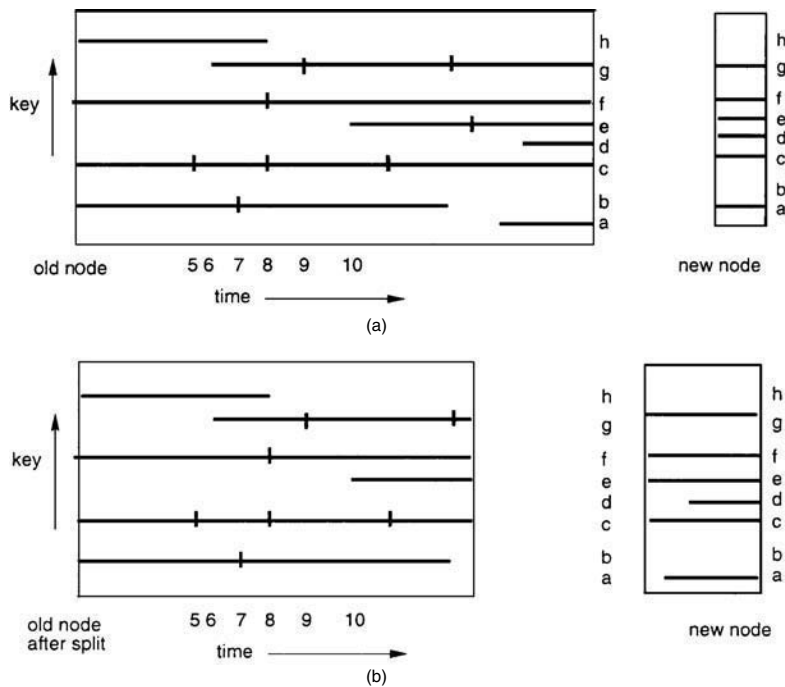 h
g
key
f
e
d
c
b
a
5 6 7 8 9 10
old node
time
h
g
f
e
d
c
b
a
new node
(a)
h
g
key
f
e
d
c
b
a
5 6 7 8 9 10
old node
after split
time
h
g
f
e
d
c
b
a
new node
(b)